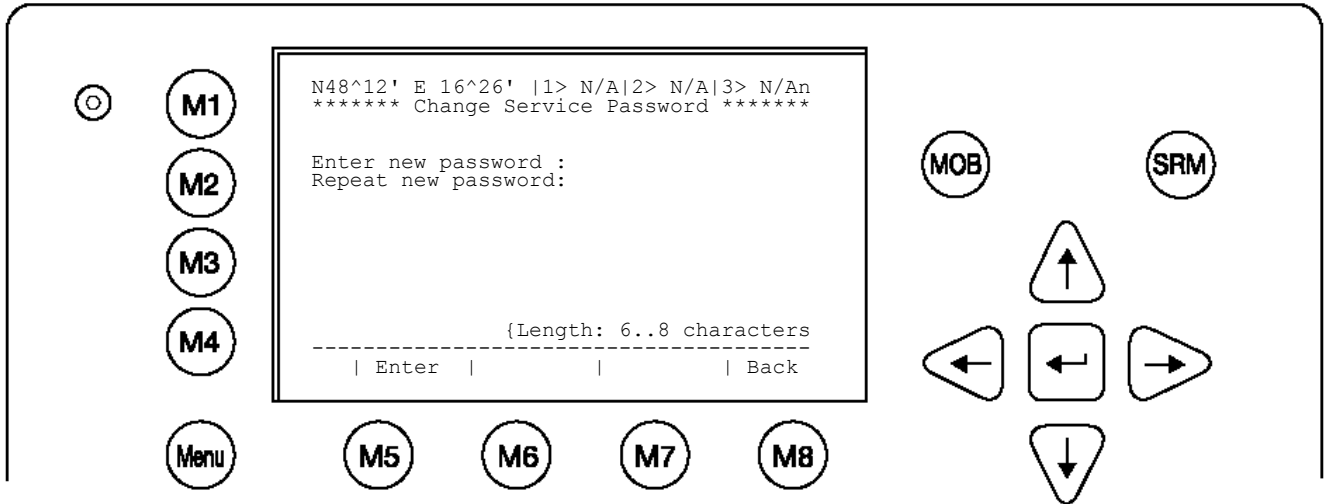 N48^12' E 16^26' |1> N/A|2> N/A|3> N/An
******* Change Service Password *******
Enter new password :
Repeat new password:
{Length: 6..8 characters
---------------------------------------
| Enter | | | Back
M1
M2
M3
M4
Menu
M5
M6
M7
M8
MOB
SRM